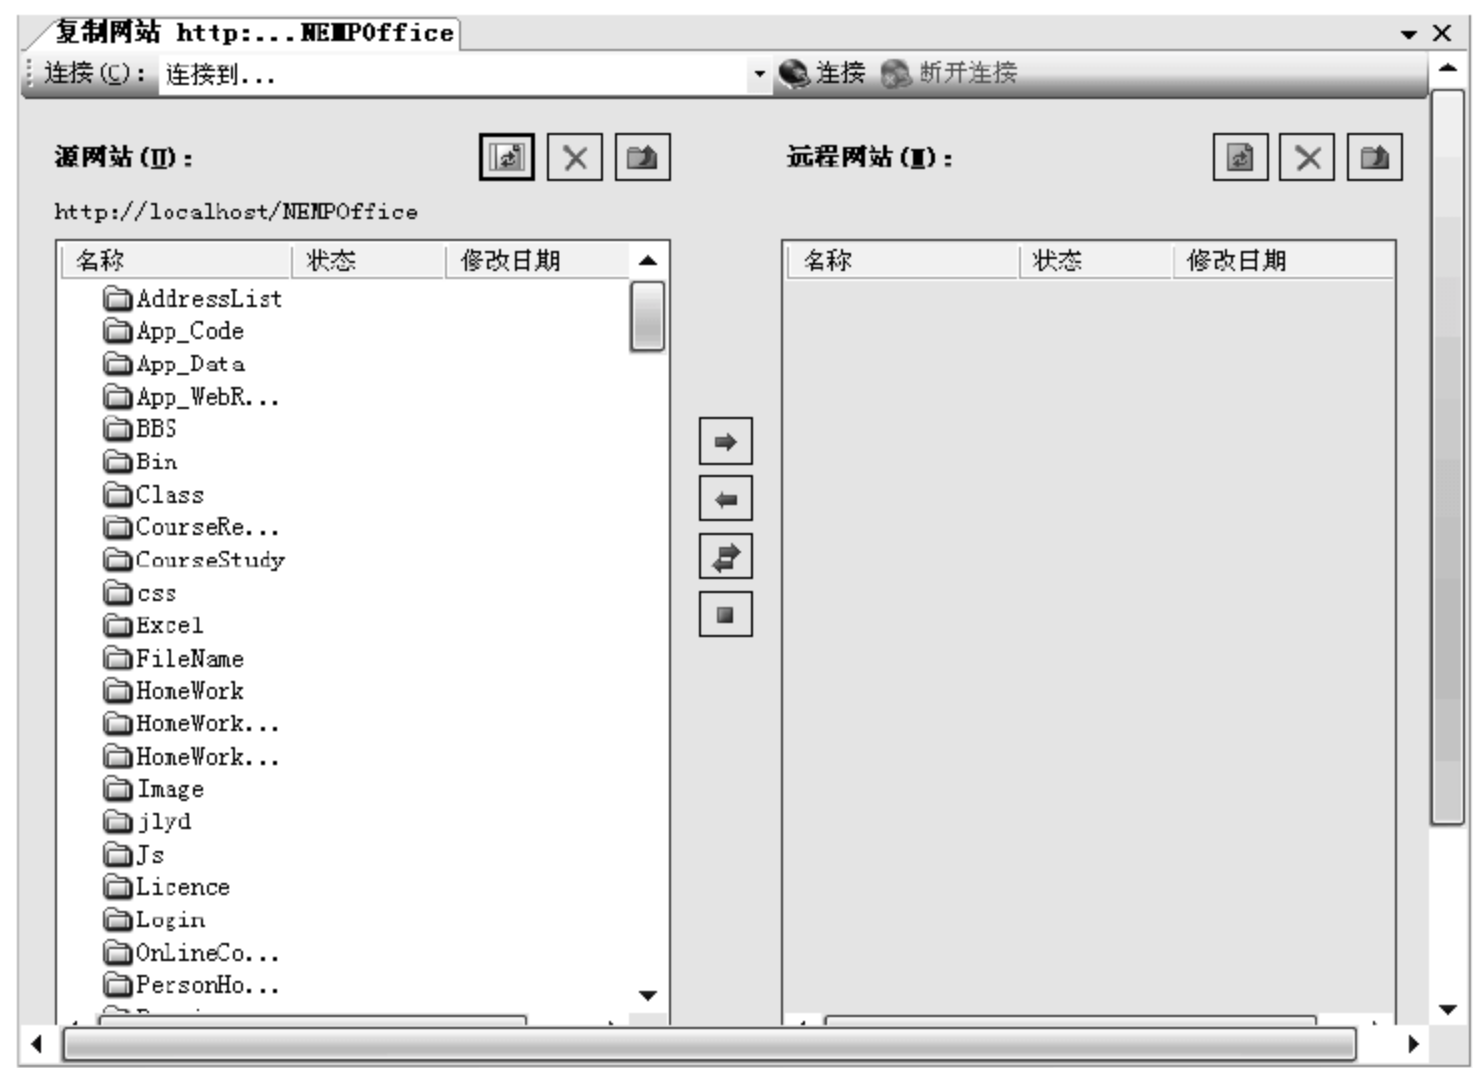 复制网站 http:...NEMPOffice
连接(C): 连接到... 连接 断开连接
源网站(U):
远程网站(M):
http://localhost/NEMPOffice
名称 状态 修改日期
名称 状态 修改日期
AddressList
App_Code
App_Data
App_WebR...
BBS
Bin
Class
CourseRe...
CourseStudy
css
Excel
FileName
HomeWork
HomeWork...
HomeWork...
Image
jlyd
Js
Licence
Login
OnLineCo...
PersonHo...